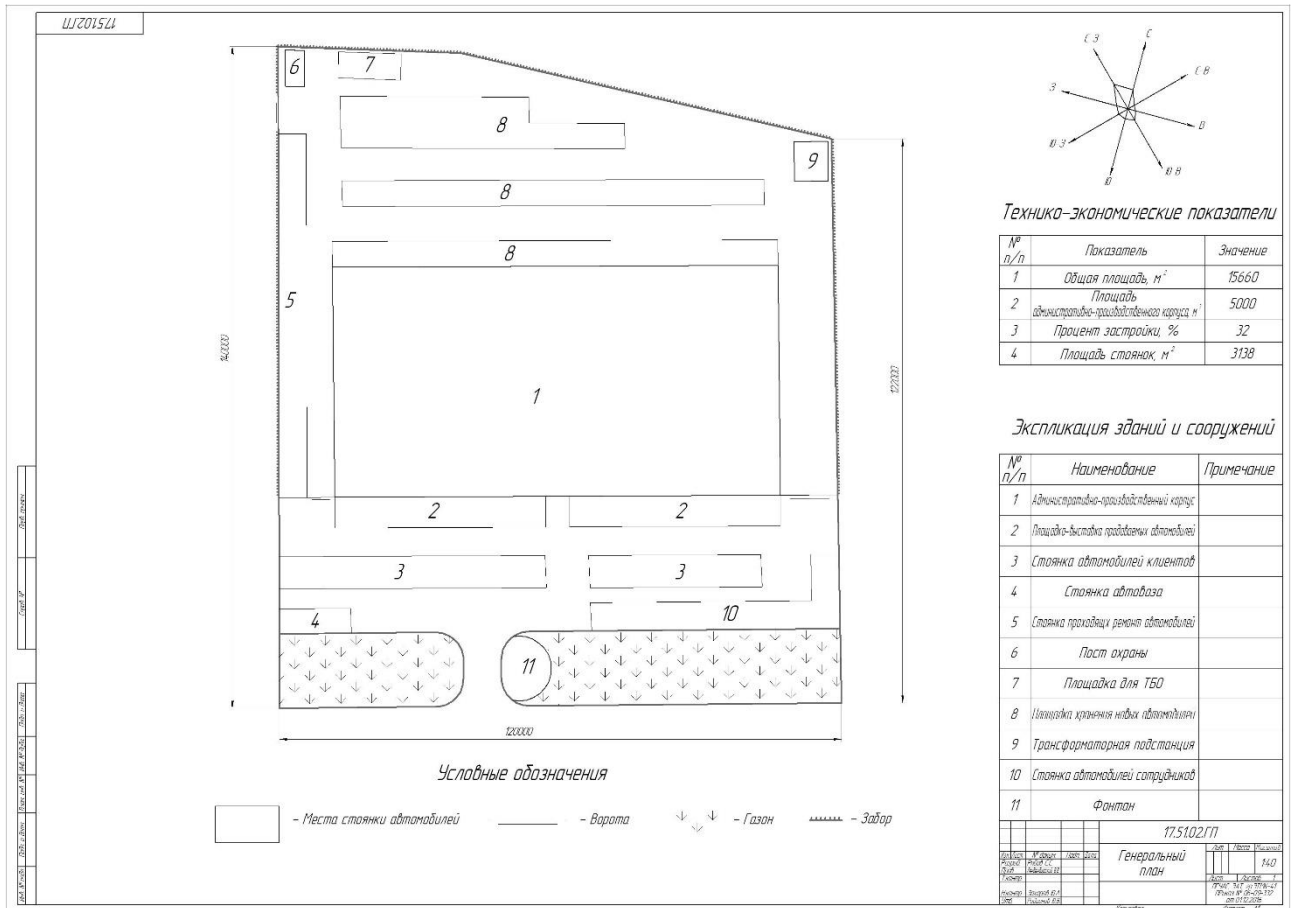 17.51.02.ГП
6
7
8
9
8
8
5
1
2
2
3
3
4
10
11
140000
122000
120000
С З
С
С В
З
В
Ю З
Ю
Ю В
Технико-экономические показатели
№ п/п Показатель Значение
1 Общая площадь, м² 15660
2 Площадь административно-производственного корпуса, м² 5000
3 Процент застройки, % 32
4 Площадь стоянок, м² 3138
Экспликация зданий и сооружений
№ п/п Наименование Примечание
1 Административно-производственный корпус
2 Площадка-выставка продаваемых автомобилей
3 Стоянка автомобилей клиентов
4 Стоянка автовоза
5 Стоянка проходящих ремонт автомобилей
6 Пост охраны
7 Площадка для ТБО
8 Площадка хранения новых автомобилей
9 Трансформаторная подстанция
10 Стоянка автомобилей сотрудников
11 Фонтан
Условные обозначения
- Места стоянки автомобилей
- Ворота
- Газон
- Забор
17.51.02.ГП
Генеральный
план
Лит. Масса Масштаб
1:40
Лист Листов 1